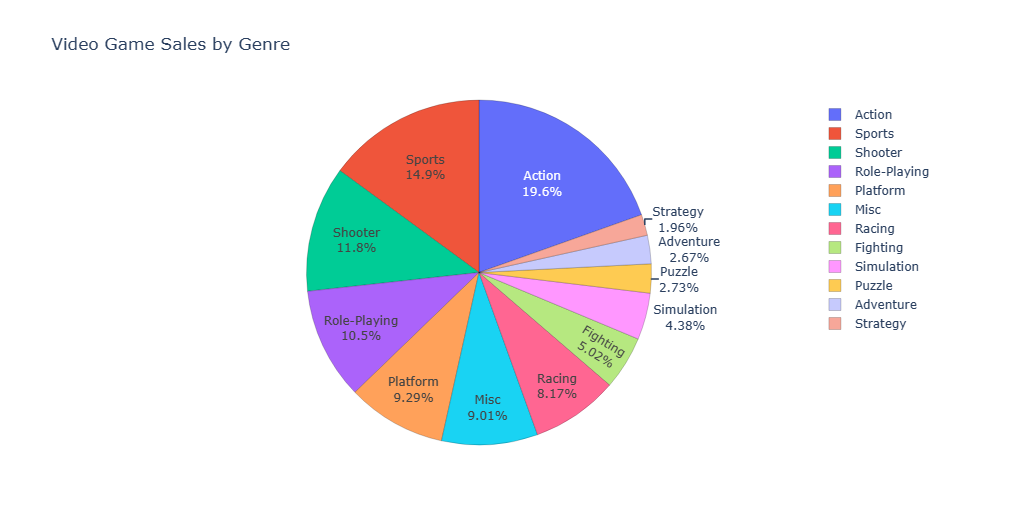 Video Game Sales by Genre
Action
19.6%
Sports
14.9%
Shooter
11.8%
Role-Playing
10.5%
Platform
9.29%
Misc
9.01%
Racing
8.17%
Fighting
5.02%
Simulation
4.38%
Puzzle
2.73%
Adventure
2.67%
Strategy
1.96%
Action
Sports
Shooter
Role-Playing
Platform
Misc
Racing
Fighting
Simulation
Puzzle
Adventure
Strategy